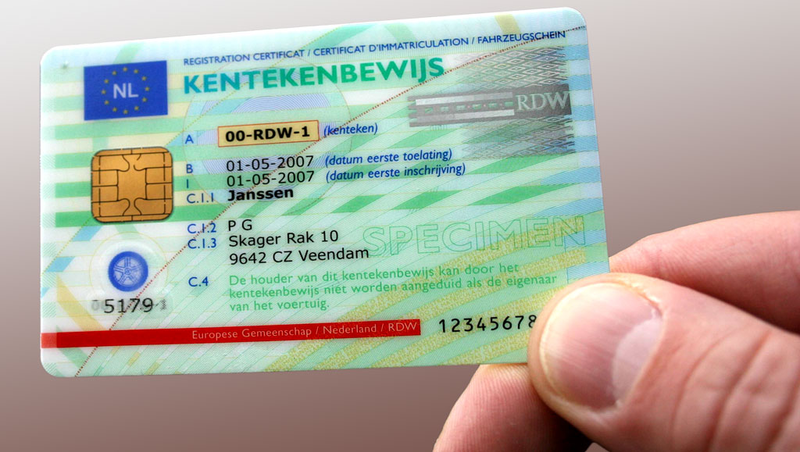 REGISTRATION CERTIFICATE / CERTIFICAT D'IMMATRICULATION / FAHRZEUGSCHEIN
NL
KENTEKENBEWIJS
RDW
A 00-RDW-1 (kenteken)
B 01-05-2007 (datum eerste toelating)
I 01-05-2007 (datum eerste inschrijving)
C.1.1 Janssen
C.1.2 P G
C.1.3 Skager Rak 10
9642 CZ Veendam
SPECIMEN
C.4 De houder van dit kentekenbewijs kan door het
kentekenbewijs niet worden aangeduid als de eigenaar
van het voertuig.
5179
Europese Gemeenschap / Nederland / RDW
12345678